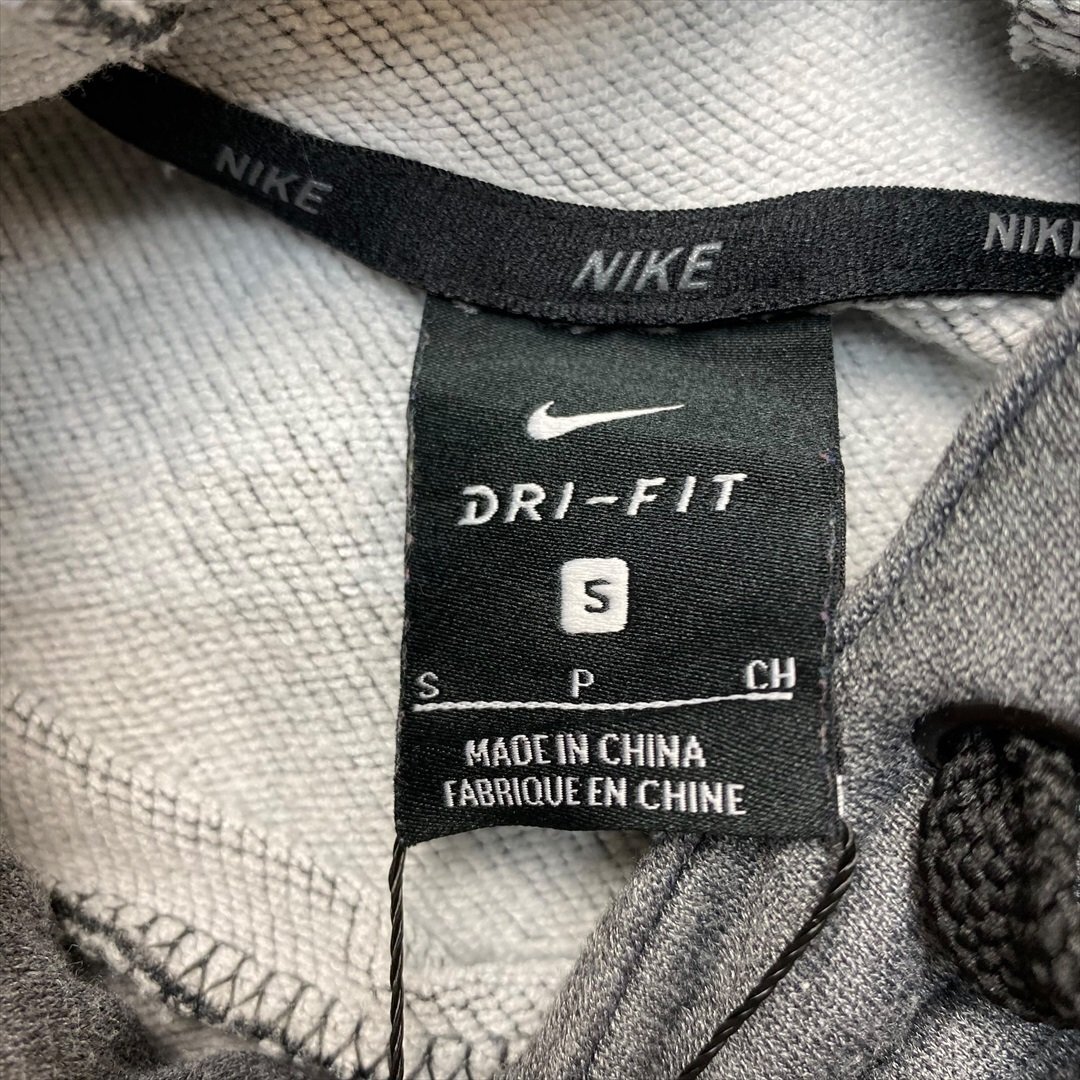 NIKE NIKE NIKE
DRI-FIT
S
S P CH
MADE IN CHINA
FABRIQUE EN CHINE